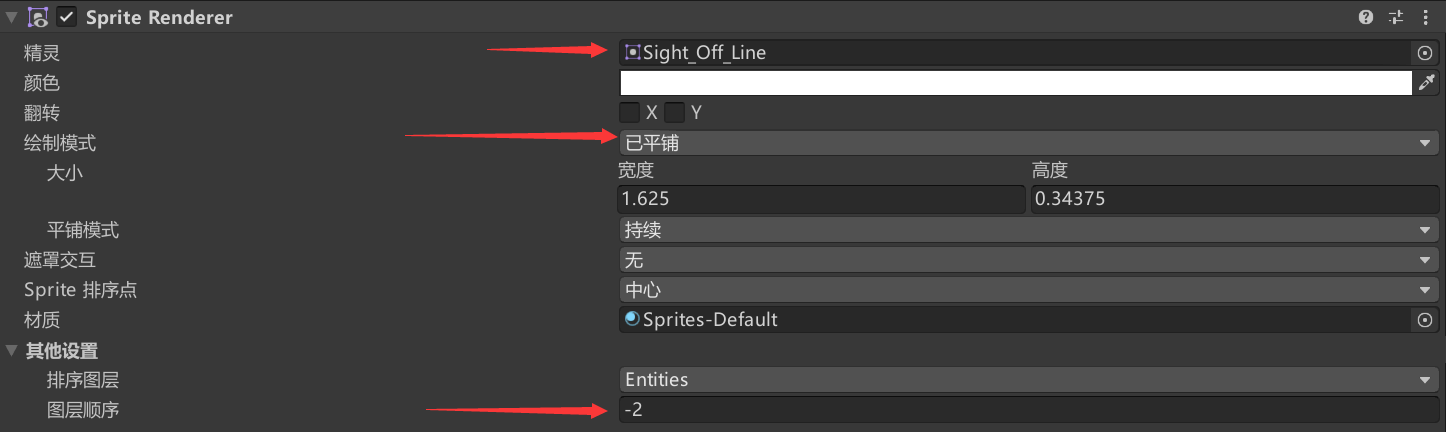 Sprite Renderer
精灵 Sight_Off_Line
颜色
翻转 X Y
绘制模式 已平铺
大小 宽度 高度
1.625 0.34375
平铺模式 持续
遮罩交互 无
Sprite 排序点 中心
材质 Sprites-Default
其他设置
排序图层 Entities
图层顺序 -2